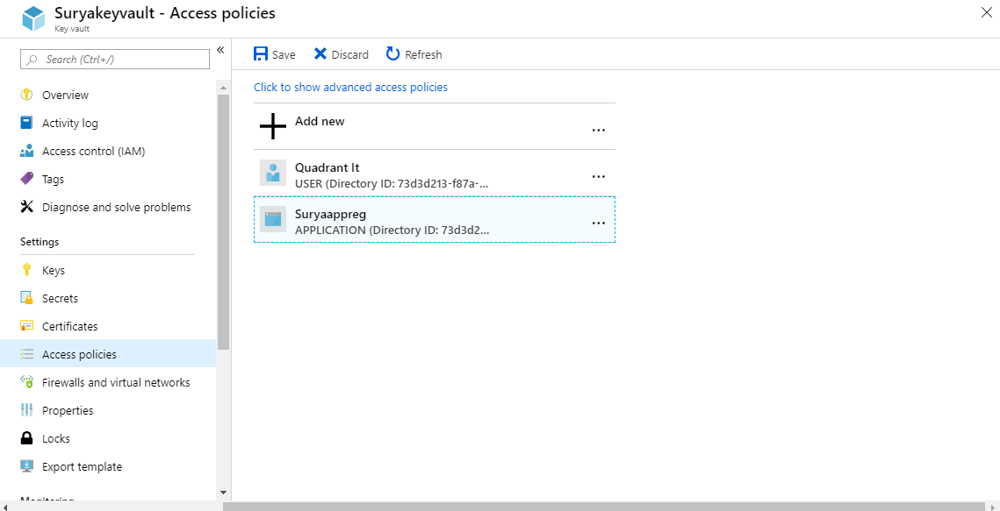 Suryakeyvault - Access policies
Key vault
Search (Ctrl+/)
«
Overview
Activity log
Access control (IAM)
Tags
Diagnose and solve problems
Settings
Keys
Secrets
Certificates
Access policies
Firewalls and virtual networks
Properties
Locks
Export template
Monitoring
Save
Discard
Refresh
Click to show advanced access policies
Add new
...
Quadrant It
USER (Directory ID: 73d3d213-f87a-...
...
Suryaappreg
APPLICATION (Directory ID: 73d3d2...
...